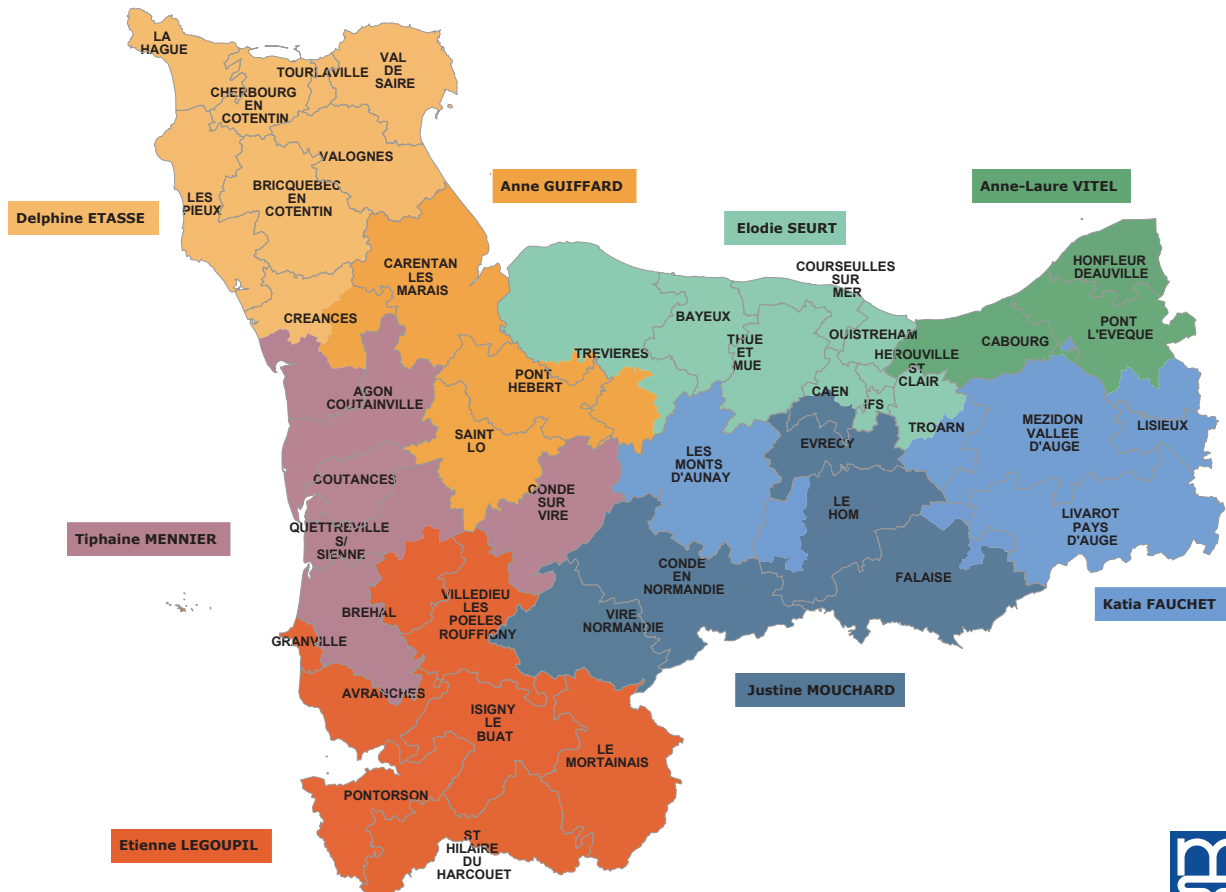 LA
HAGUE
TOURLAVILLE
VAL
DE
SAIRE
CHERBOURG
EN
COTENTIN
VALOGNES
LES
PIEUX
BRICQUEBEC
EN
COTENTIN
Delphine ETASSE
Anne GUIFFARD
Anne-Laure VITEL
Elodie SEURT
CARENTAN
LES
MARAIS
CREANCES
COURSEULLES
SUR
MER
HONFLEUR
DEAUVILLE
BAYEUX
OUISTREHAM
PONT
L'EVEQUE
CABOURG
THUE
ET
MUE
TREVIERES
HEROUVILLE
ST
CLAIR
PONT
HEBERT
AGON
COUTAINVILLE
CAEN
IFS
TROARN
MEZIDON
VALLEE
D'AUGE
LISIEUX
SAINT
LO
EVRECY
LES
MONTS
D'AUNAY
COUTANCES
CONDE
SUR
VIRE
LE
HOM
LIVAROT
PAYS
D'AUGE
QUETTREVILLE
S/
SIENNE
Tiphaine MENNIER
CONDE
EN
NORMANDIE
FALAISE
VILLEDIEU
LES
POELES
ROUFFIGNY
BREHAL
VIRE
NORMANDIE
Katia FAUCHET
GRANVILLE
AVRANCHES
Justine MOUCHARD
ISIGNY
LE
BUAT
LE
MORTAINAIS
PONTORSON
ST
HILAIRE
DU
HARCOUET
Etienne LEGOUPIL